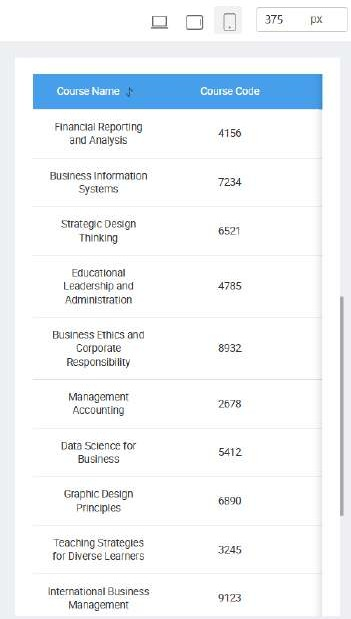 375 px
Course Name Course Code
Financial Reporting
and Analysis
4156
Business Information
Systems
7234
Strategic Design
Thinking
6521
Educational
Leadership and
Administration
4785
Business Ethics and
Corporate
Responsibility
8932
Management
Accounting
2678
Data Science for
Business
5412
Graphic Design
Principles
6890
Teaching Strategies
for Diverse Learners
3245
International Business
Management
9123